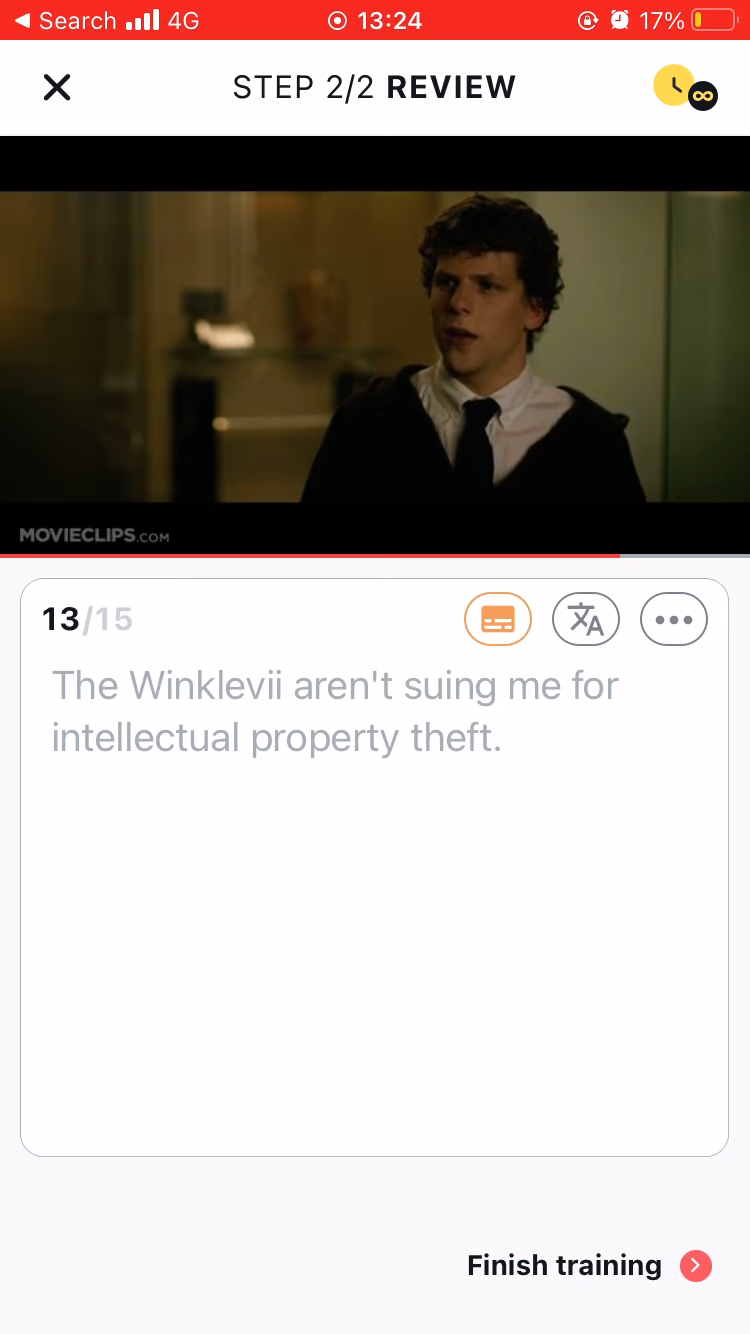 Search 4G 13:24 17%
STEP 2/2 REVIEW
MOVIECLIPS.COM
13/15
The Winklevii aren't suing me for
intellectual property theft.
Finish training